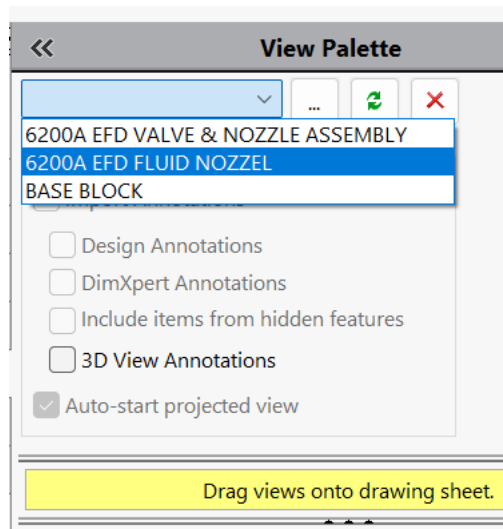 View Palette
...
6200A EFD VALVE & NOZZLE ASSEMBLY
6200A EFD FLUID NOZZEL
BASE BLOCK
Design Annotations
DimXpert Annotations
Include items from hidden features
3D View Annotations
Auto-start projected view
Drag views onto drawing sheet.